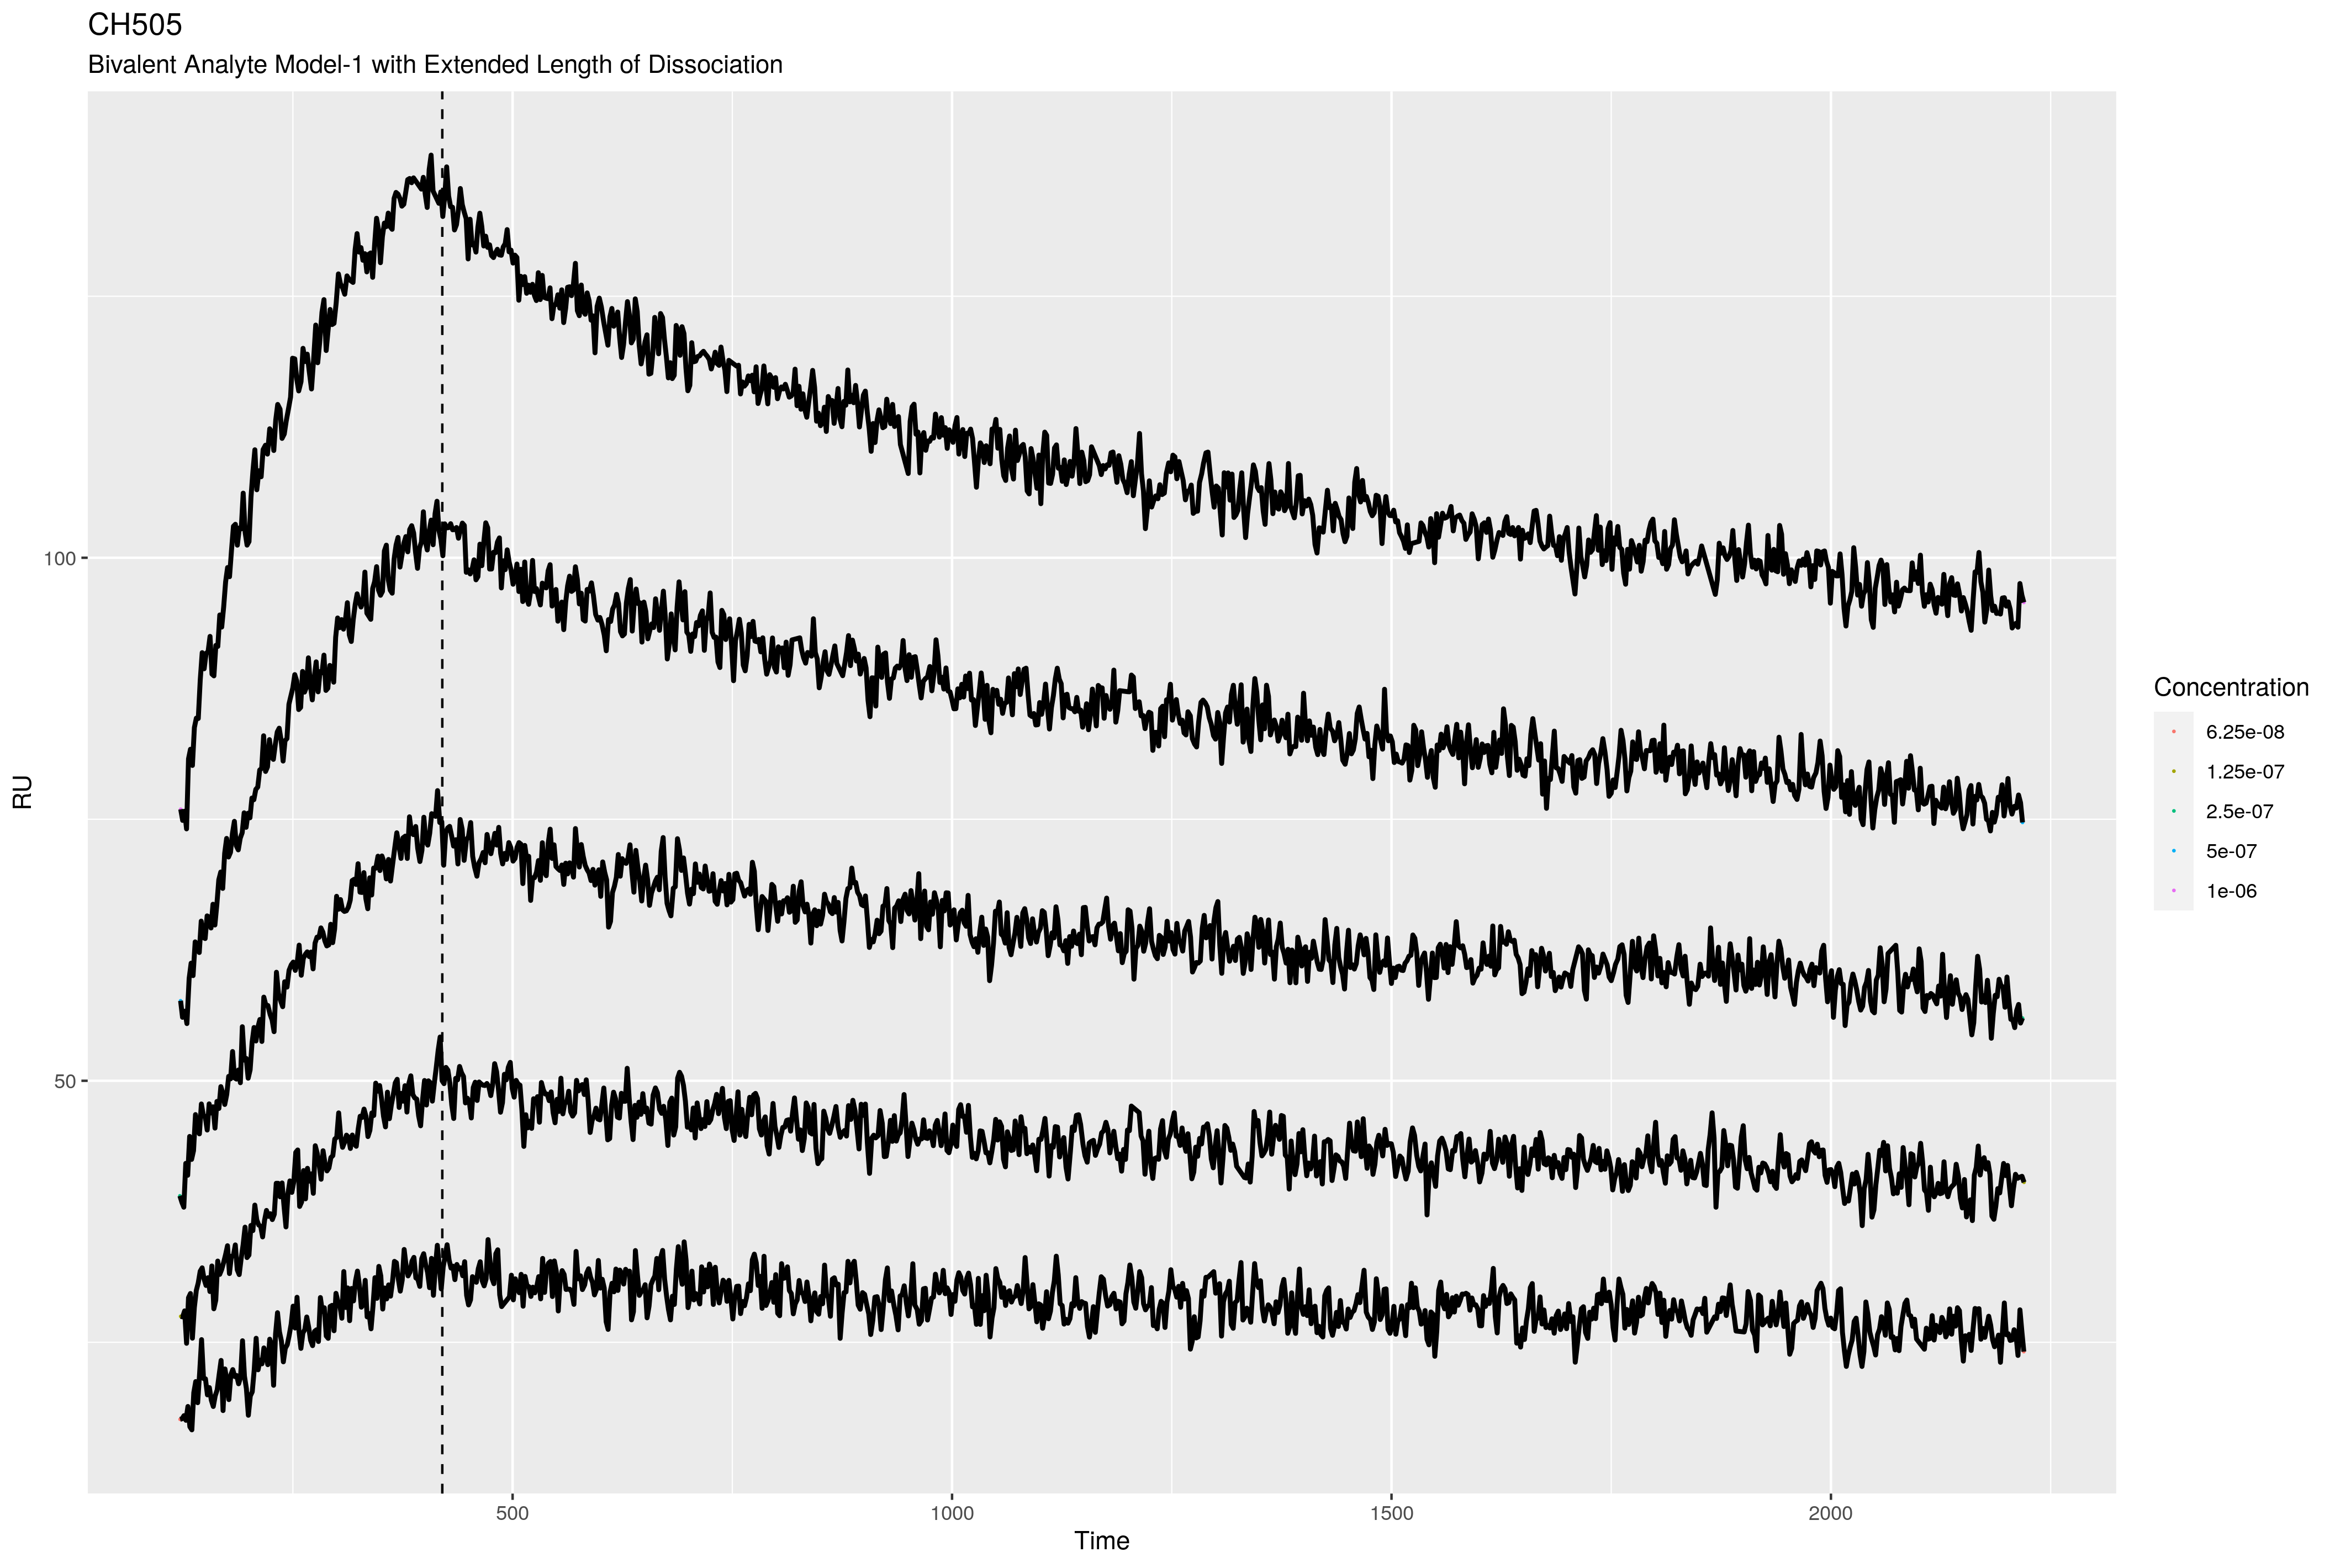 CH505
Bivalent Analyte Model-1 with Extended Length of Dissociation
RU
100
50
500
1000
1500
2000
Time
Concentration
6.25e-08
1.25e-07
2.5e-07
5e-07
1e-06